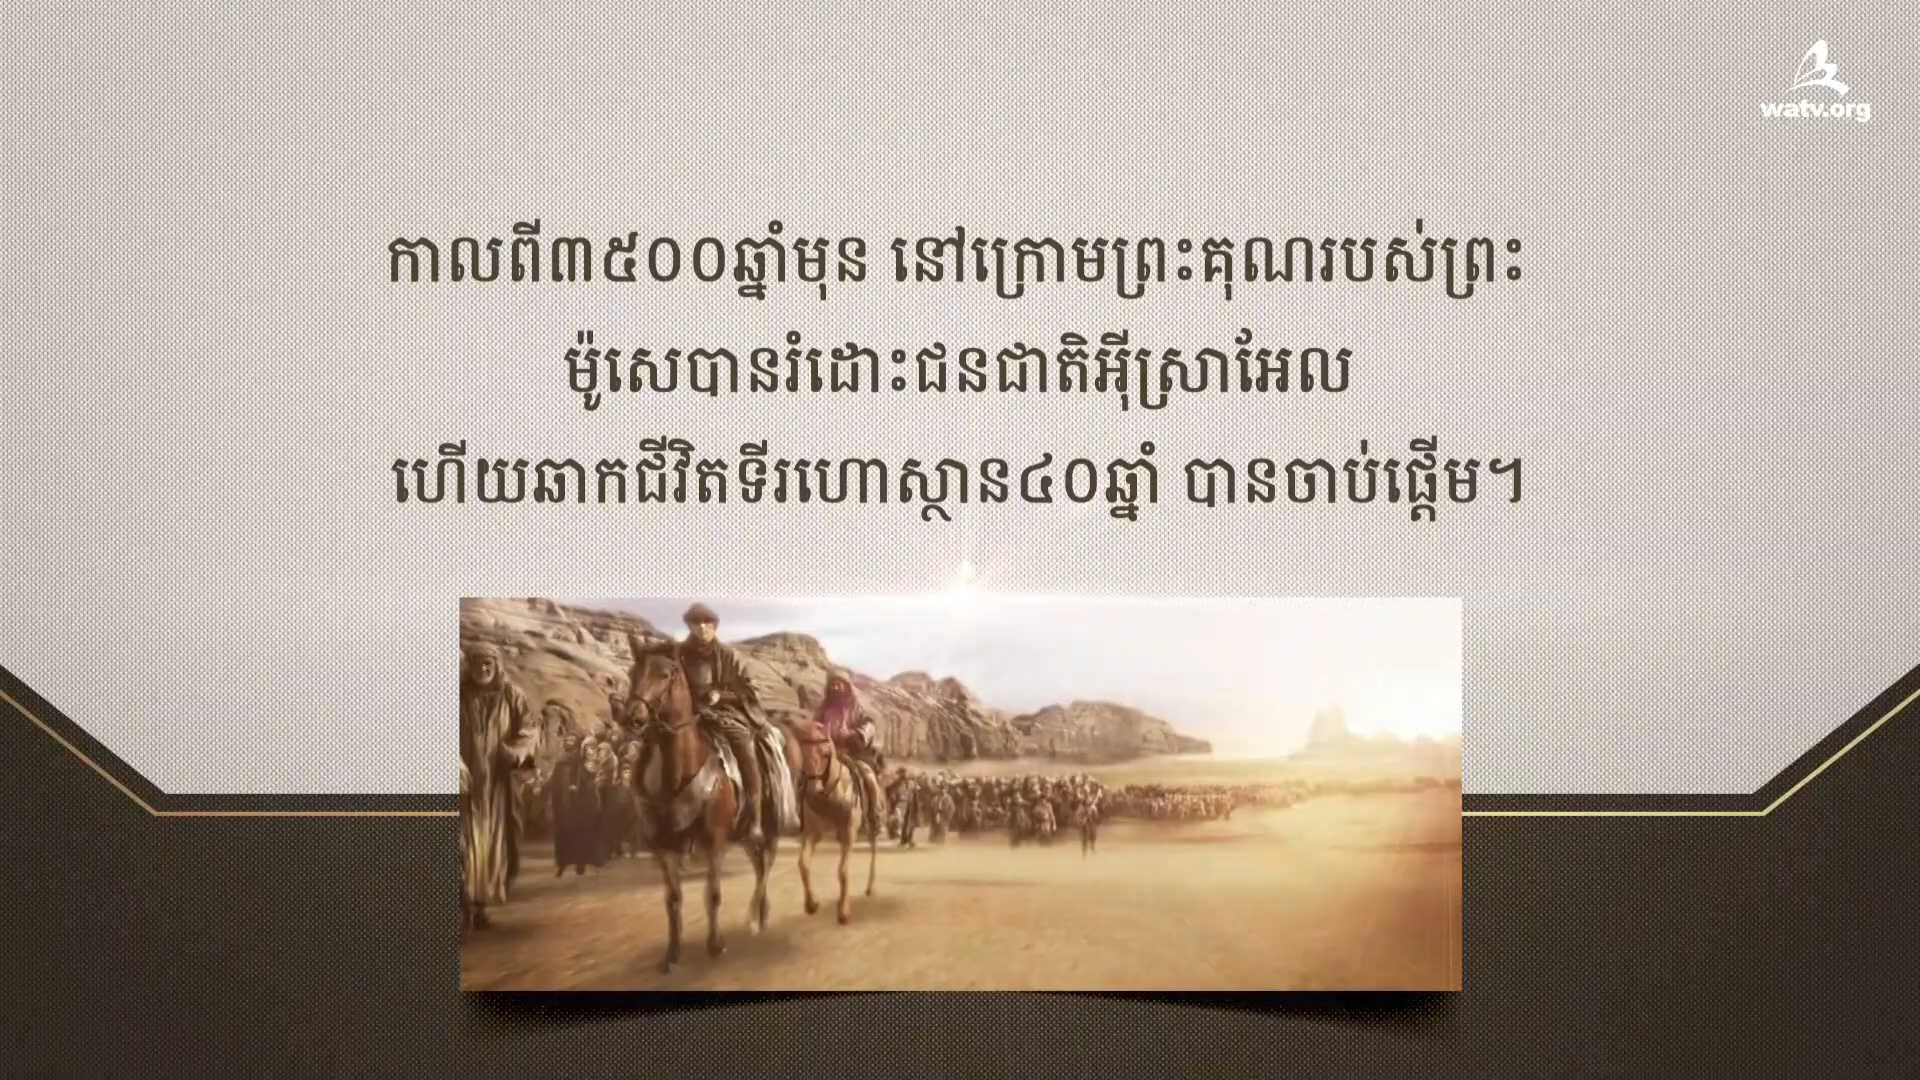 watv.org
កាលពី៣៥០០ឆ្នាំមុន នៅក្រោមព្រះគុណរបស់ព្រះ
ម៉ូសេបានរំដោះជនជាតិអ៊ីស្រាអែល
ហើយឆាកជីវិតទីរហោស្ថាន៤០ឆ្នាំ បានចាប់ផ្ដើម។